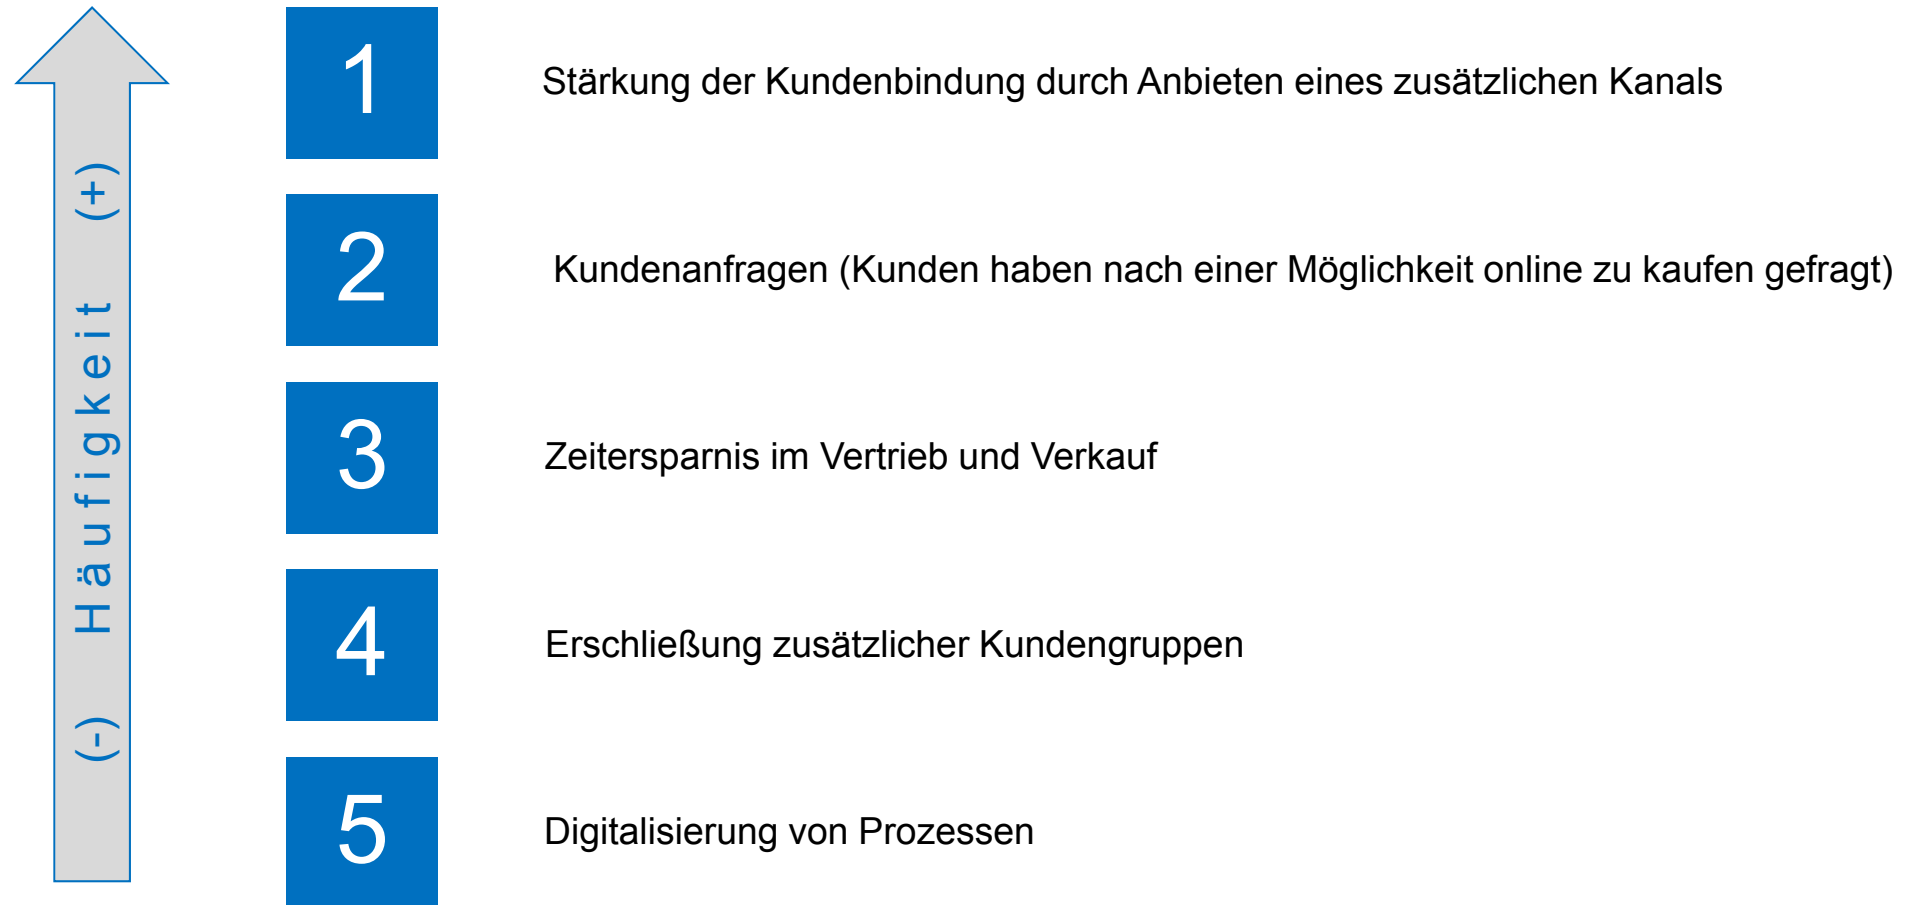 (-) Häufigkeit (+)
1
Stärkung der Kundenbindung durch Anbieten eines zusätzlichen Kanals
2
Kundenanfragen (Kunden haben nach einer Möglichkeit online zu kaufen gefragt)
3
Zeitersparnis im Vertrieb und Verkauf
4
Erschließung zusätzlicher Kundengruppen
5
Digitalisierung von Prozessen